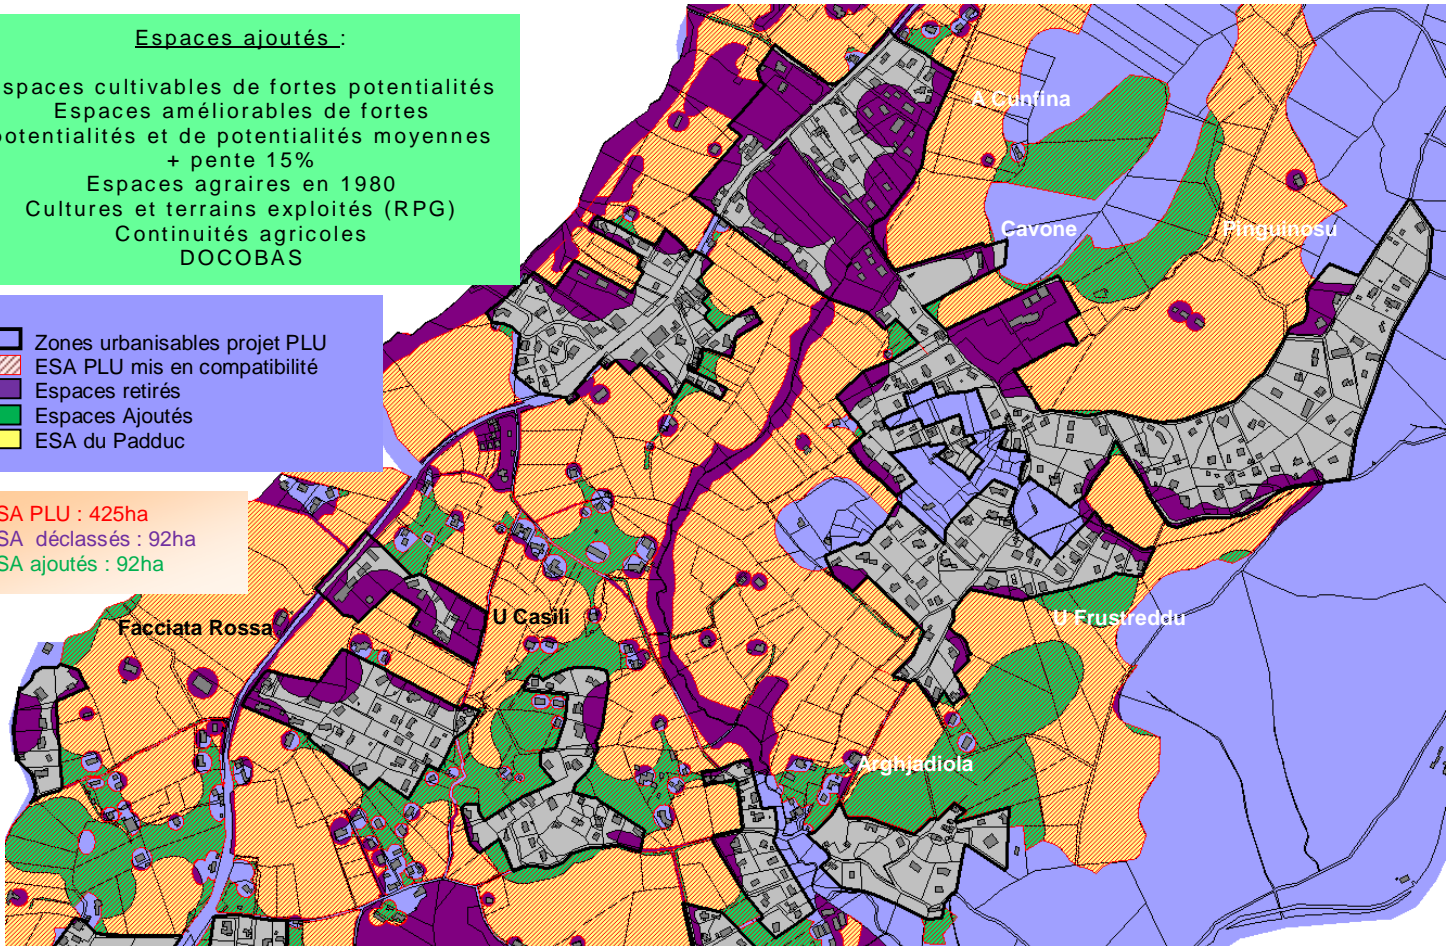 Espaces ajoutés :
spaces cultivables de fortes potentialités
Espaces améliorables de fortes
potentialités et de potentialités moyennes
+ pente 15%
Espaces agraires en 1980
Cultures et terrains exploités (RPG)
Continuités agricoles
DOCOBAS
Zones urbanisables projet PLU
ESA PLU mis en compatibilité
Espaces retirés
Espaces Ajoutés
ESA du Padduc
SA PLU : 425ha
SA déclassés : 92ha
SA ajoutés : 92ha
A Cunfina
Cavone
Pinguinosu
Facciata Rossa
U Casili
U Frustreddu
Arghjadiola